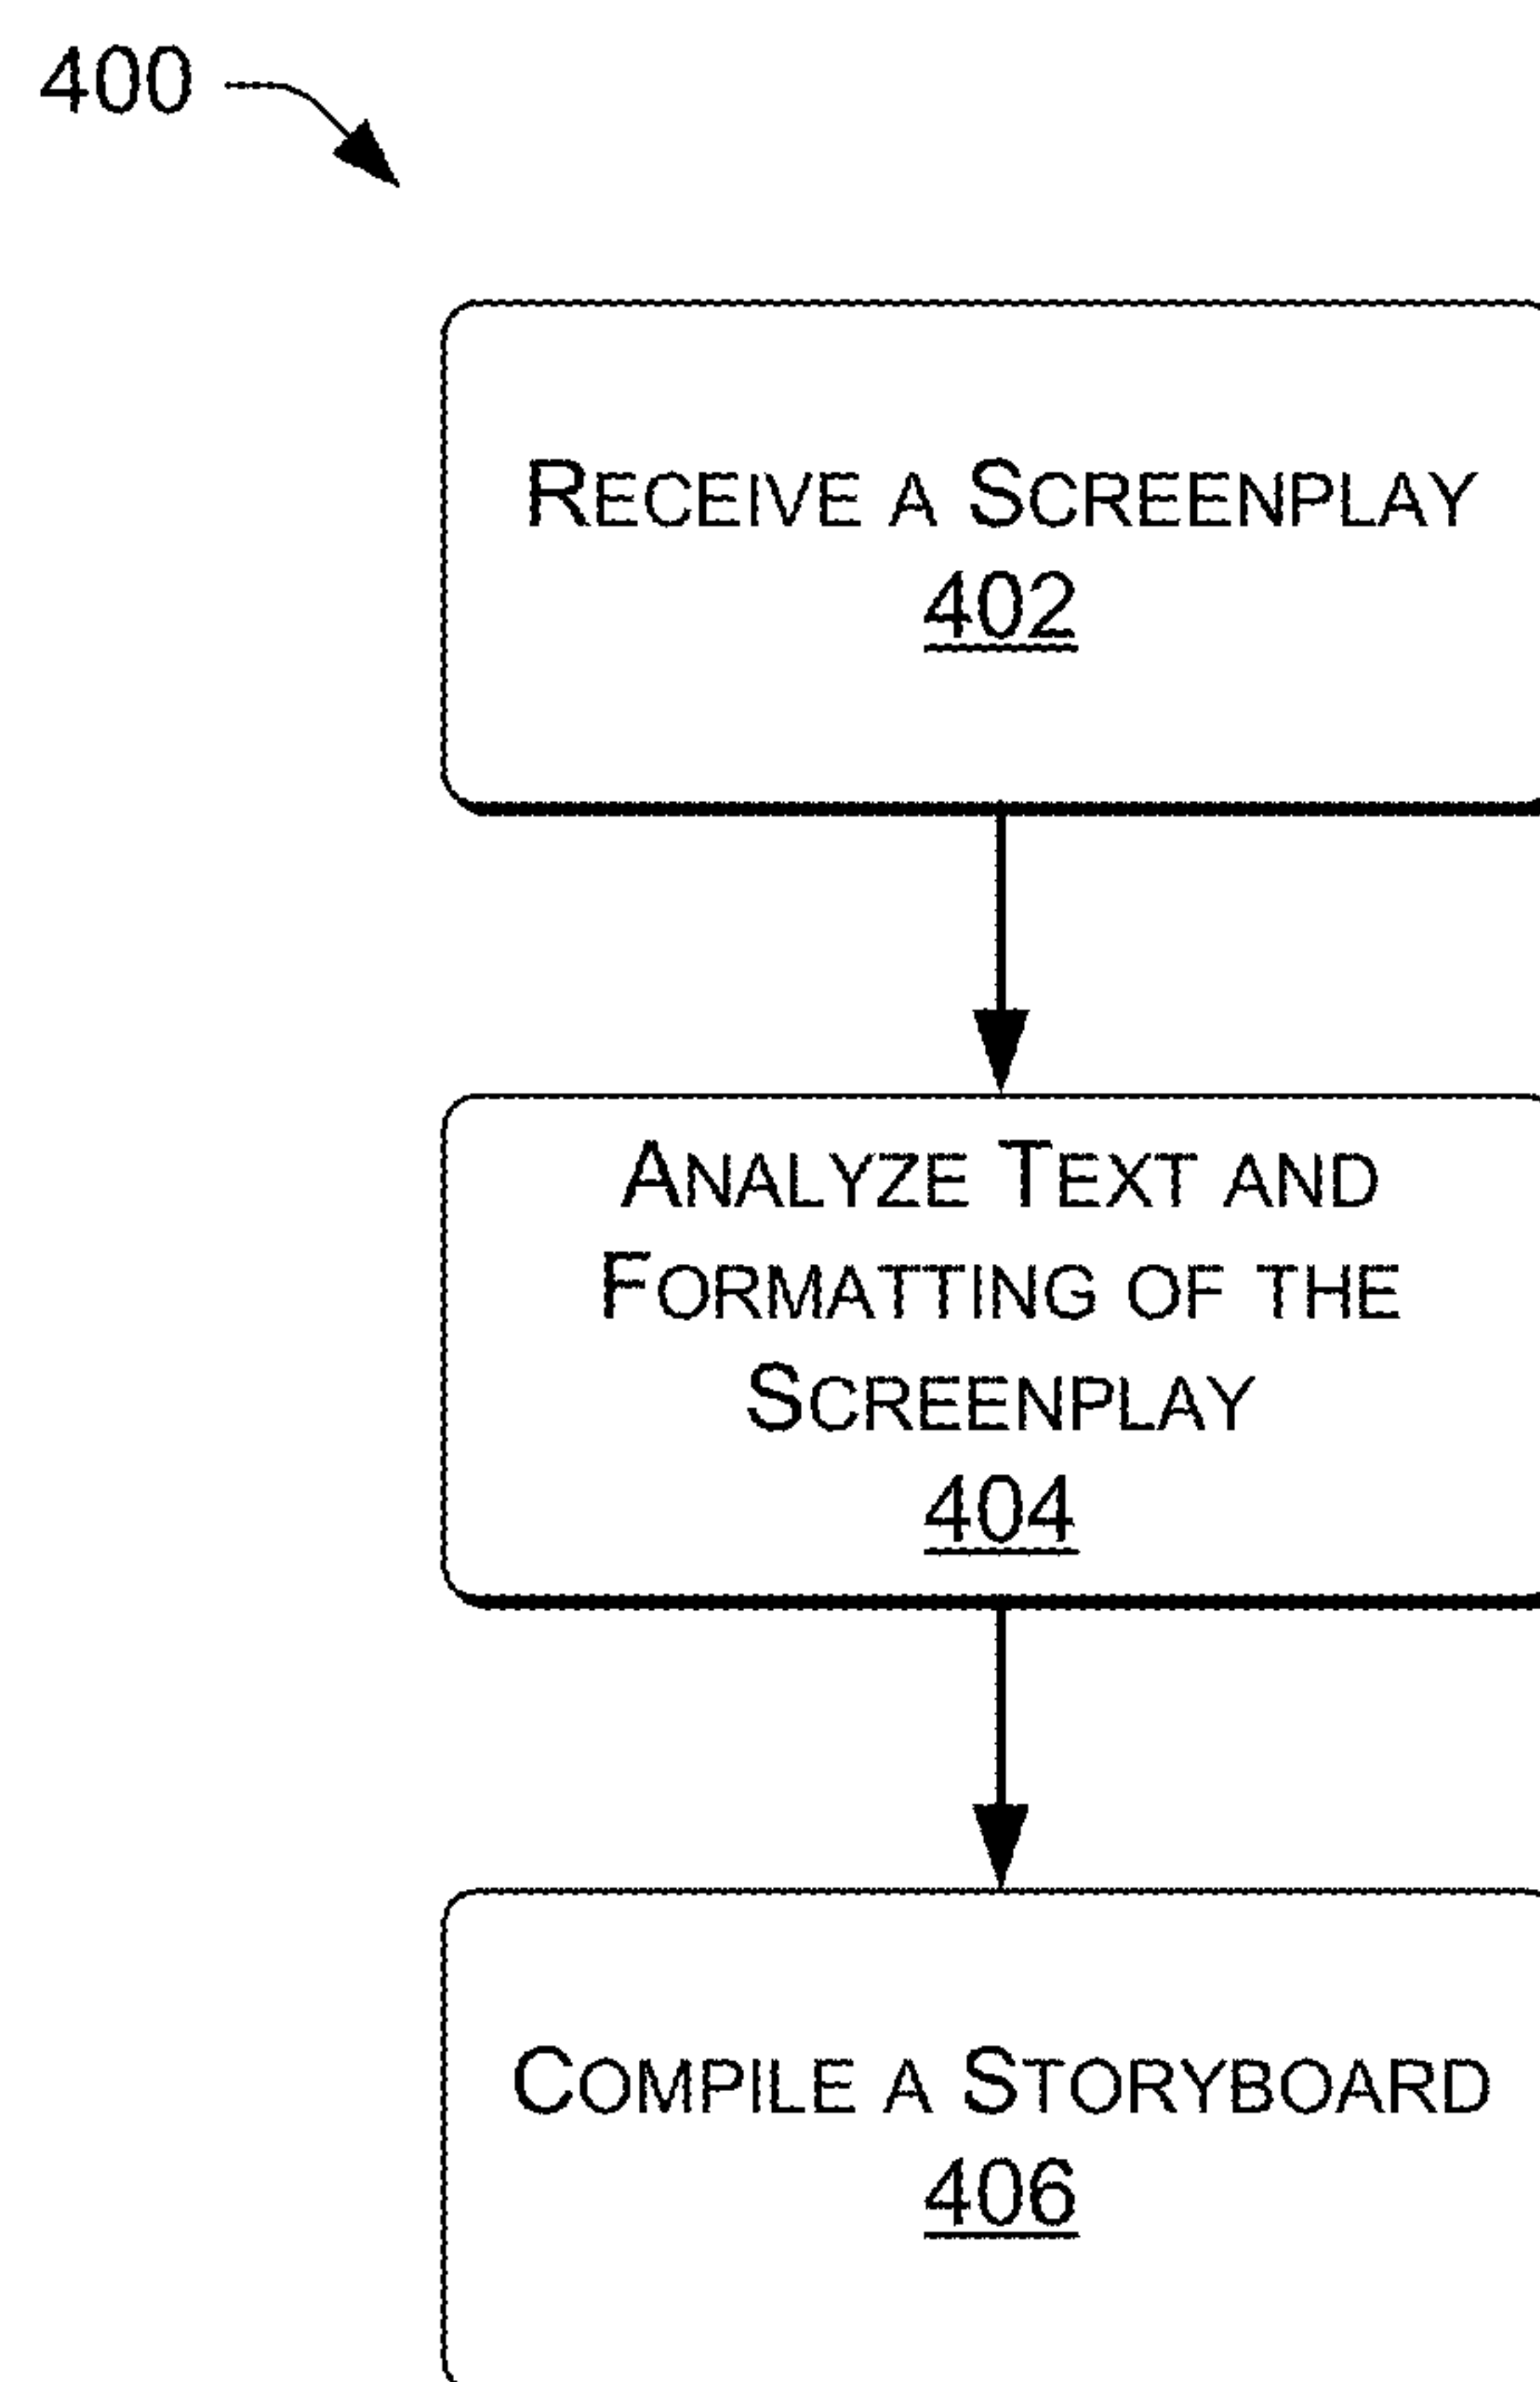 400
RECEIVE A SCREENPLAY
402
ANALYZE TEXT AND
FORMATTING OF THE
SCREENPLAY
404
COMPILE A STORYBOARD
406